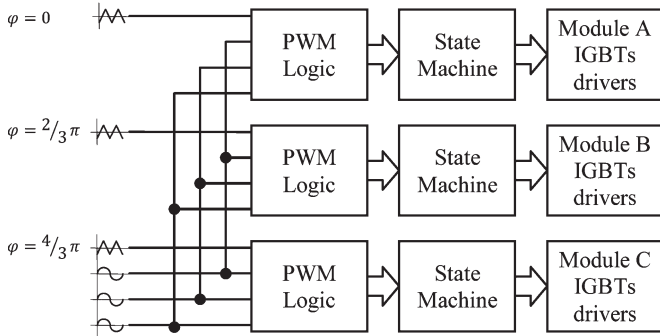 φ = 0
PWM
Logic
State
Machine
Module A
IGBTs
drivers
φ = 2/3 π
PWM
Logic
State
Machine
Module B
IGBTs
drivers
φ = 4/3 π
PWM
Logic
State
Machine
Module C
IGBTs
drivers